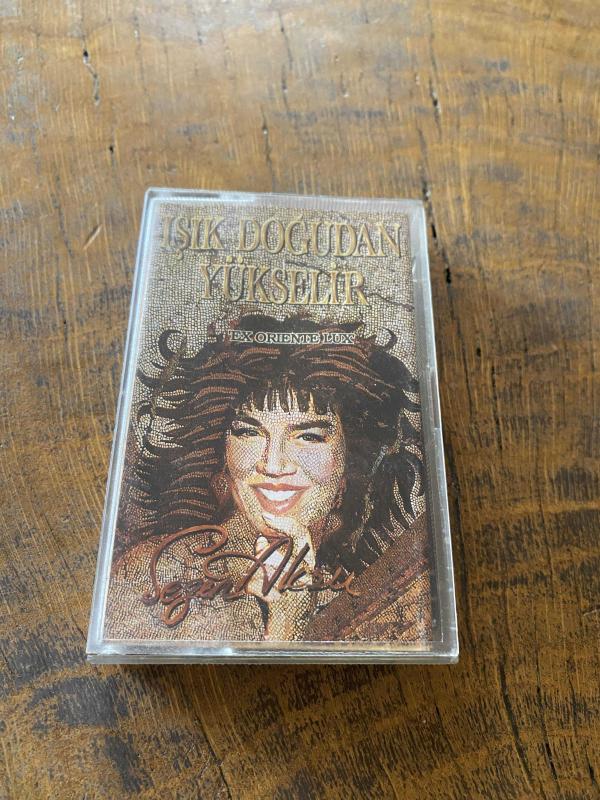 IŞIK DOĞUDAN
YÜKSELİR
EX ORIENTE LUX
Sezen Aksu